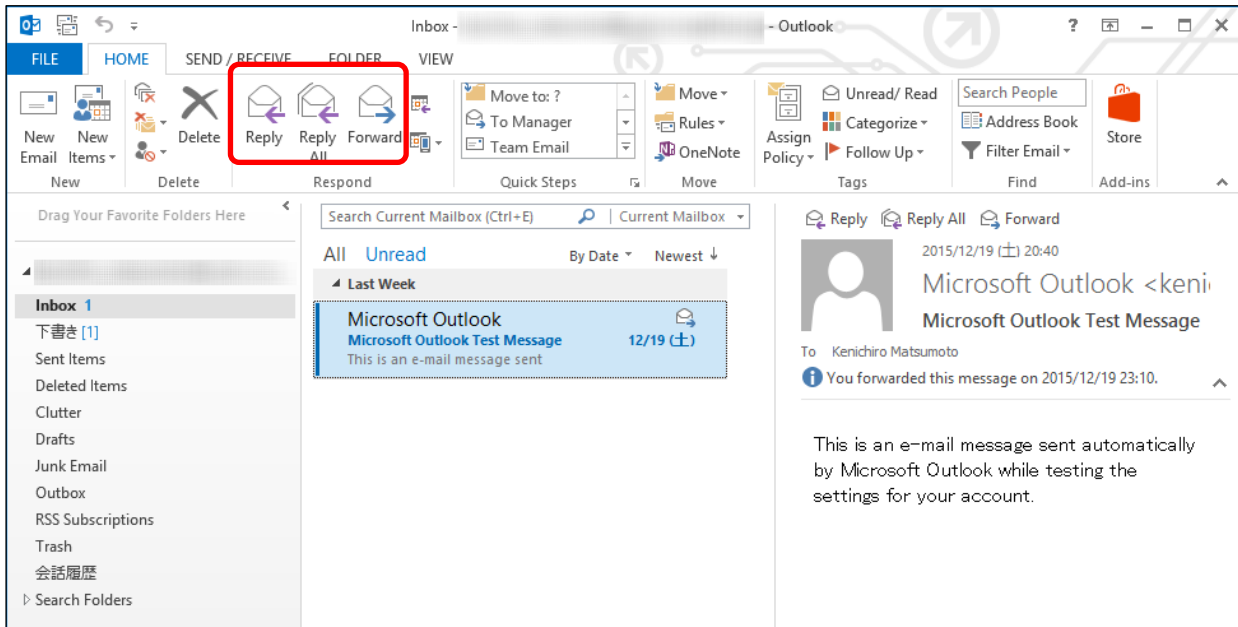 Inbox - - Outlook
FILE HOME SEND / RECEIVE FOLDER VIEW
New Email
New Items
Delete
Reply
Reply All
Forward
Move to: ?
To Manager
Team Email
Move
Rules
OneNote
Assign Policy
Unread/ Read
Categorize
Follow Up
Search People
Address Book
Filter Email
Store
New Delete Respond Quick Steps Move Tags Find Add-ins
Drag Your Favorite Folders Here
Inbox 1
下書き [1]
Sent Items
Deleted Items
Clutter
Drafts
Junk Email
Outbox
RSS Subscriptions
Trash
会話履歴
Search Folders
Search Current Mailbox (Ctrl+E) Current Mailbox
All Unread By Date Newest ↓
Last Week
Microsoft Outlook
Microsoft Outlook Test Message 12/19 (土)
This is an e-mail message sent
Reply Reply All Forward
2015/12/19 (土) 20:40
Microsoft Outlook <keni
Microsoft Outlook Test Message
To Kenichiro Matsumoto
You forwarded this message on 2015/12/19 23:10.
This is an e-mail message sent automatically
by Microsoft Outlook while testing the
settings for your account.